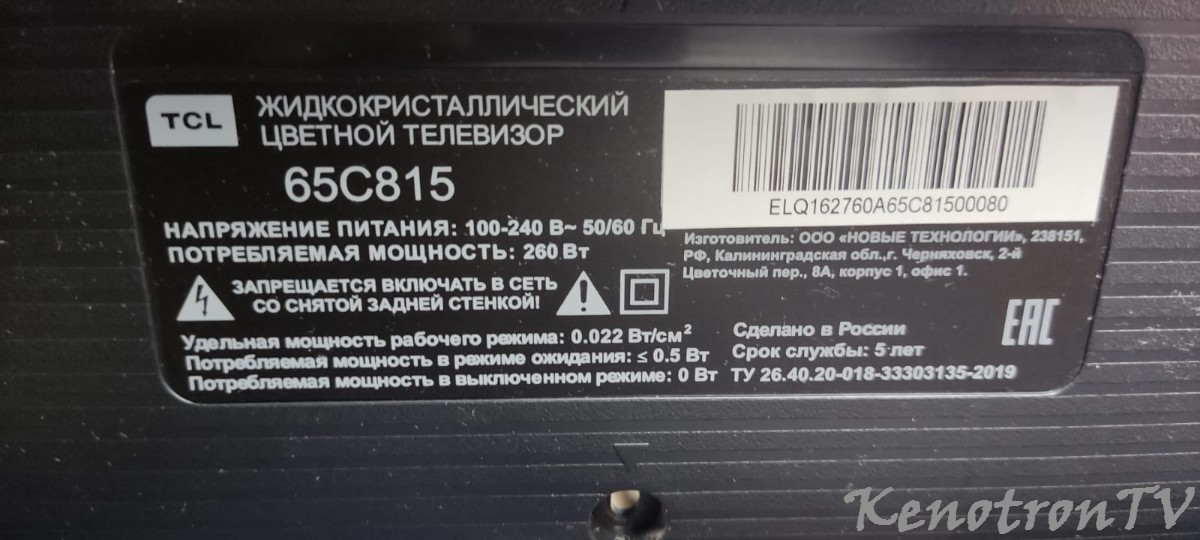 TCL
ЖИДКОКРИСТАЛЛИЧЕСКИЙ
ЦВЕТНОЙ ТЕЛЕВИЗОР
65C815
НАПРЯЖЕНИЕ ПИТАНИЯ: 100-240 В~ 50/60 Гц
ПОТРЕБЛЯЕМАЯ МОЩНОСТЬ: 260 Вт
ЗАПРЕЩАЕТСЯ ВКЛЮЧАТЬ В СЕТЬ
СО СНЯТОЙ ЗАДНЕЙ СТЕНКОЙ!
Удельная мощность рабочего режима: 0.022 Вт/см²
Потребляемая мощность в режиме ожидания: ≤ 0.5 Вт
Потребляемая мощность в выключенном режиме: 0 Вт
ELQ162760A65C81500080
Изготовитель: ООО «НОВЫЕ ТЕХНОЛОГИИ», 238151,
РФ, Калининградская обл.,г. Черняховск, 2-й
Цветочный пер., 8А, корпус 1, офис 1.
EAC
Сделано в России
Срок службы: 5 лет
ТУ 26.40.20-018-33303135-2019
KenotronTV